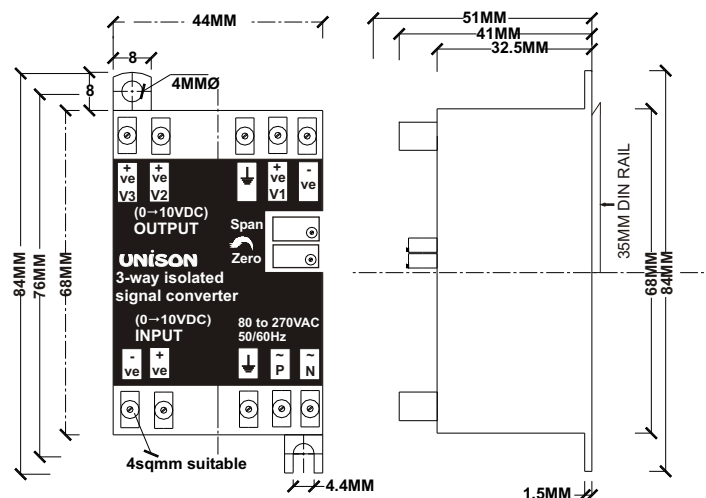 44MM
8
4MMØ
8
84MM
76MM
68MM
+ ve V3
+ ve V2
+ ve V1
- ve
(0→10VDC)
OUTPUT
Span
Zero
UNISON
3-way isolated
signal converter
(0→10VDC)
INPUT
80 to 270VAC
50/60Hz
- ve
+ ve
~ P
~ N
4sqmm suitable
4.4MM
51MM
41MM
32.5MM
35MM DIN RAIL
68MM
84MM
1.5MM